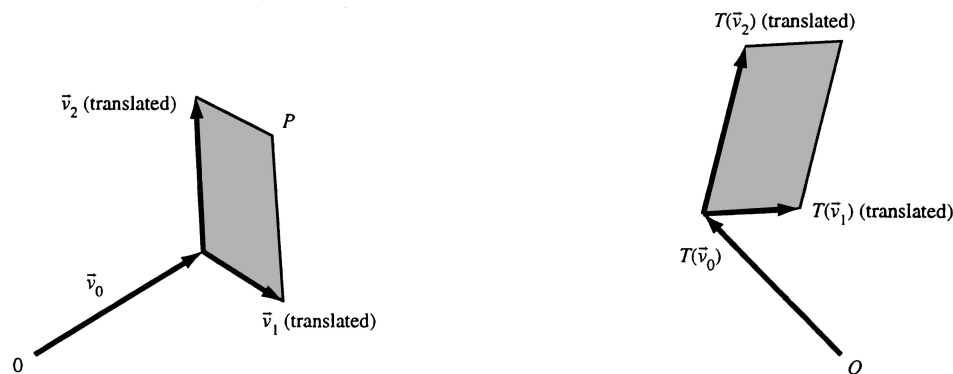 T(v⃗₂) (translated)
v⃗₂ (translated)
P
v⃗₀
v⃗₁ (translated)
0
T(v⃗₁) (translated)
T(v⃗₀)
O